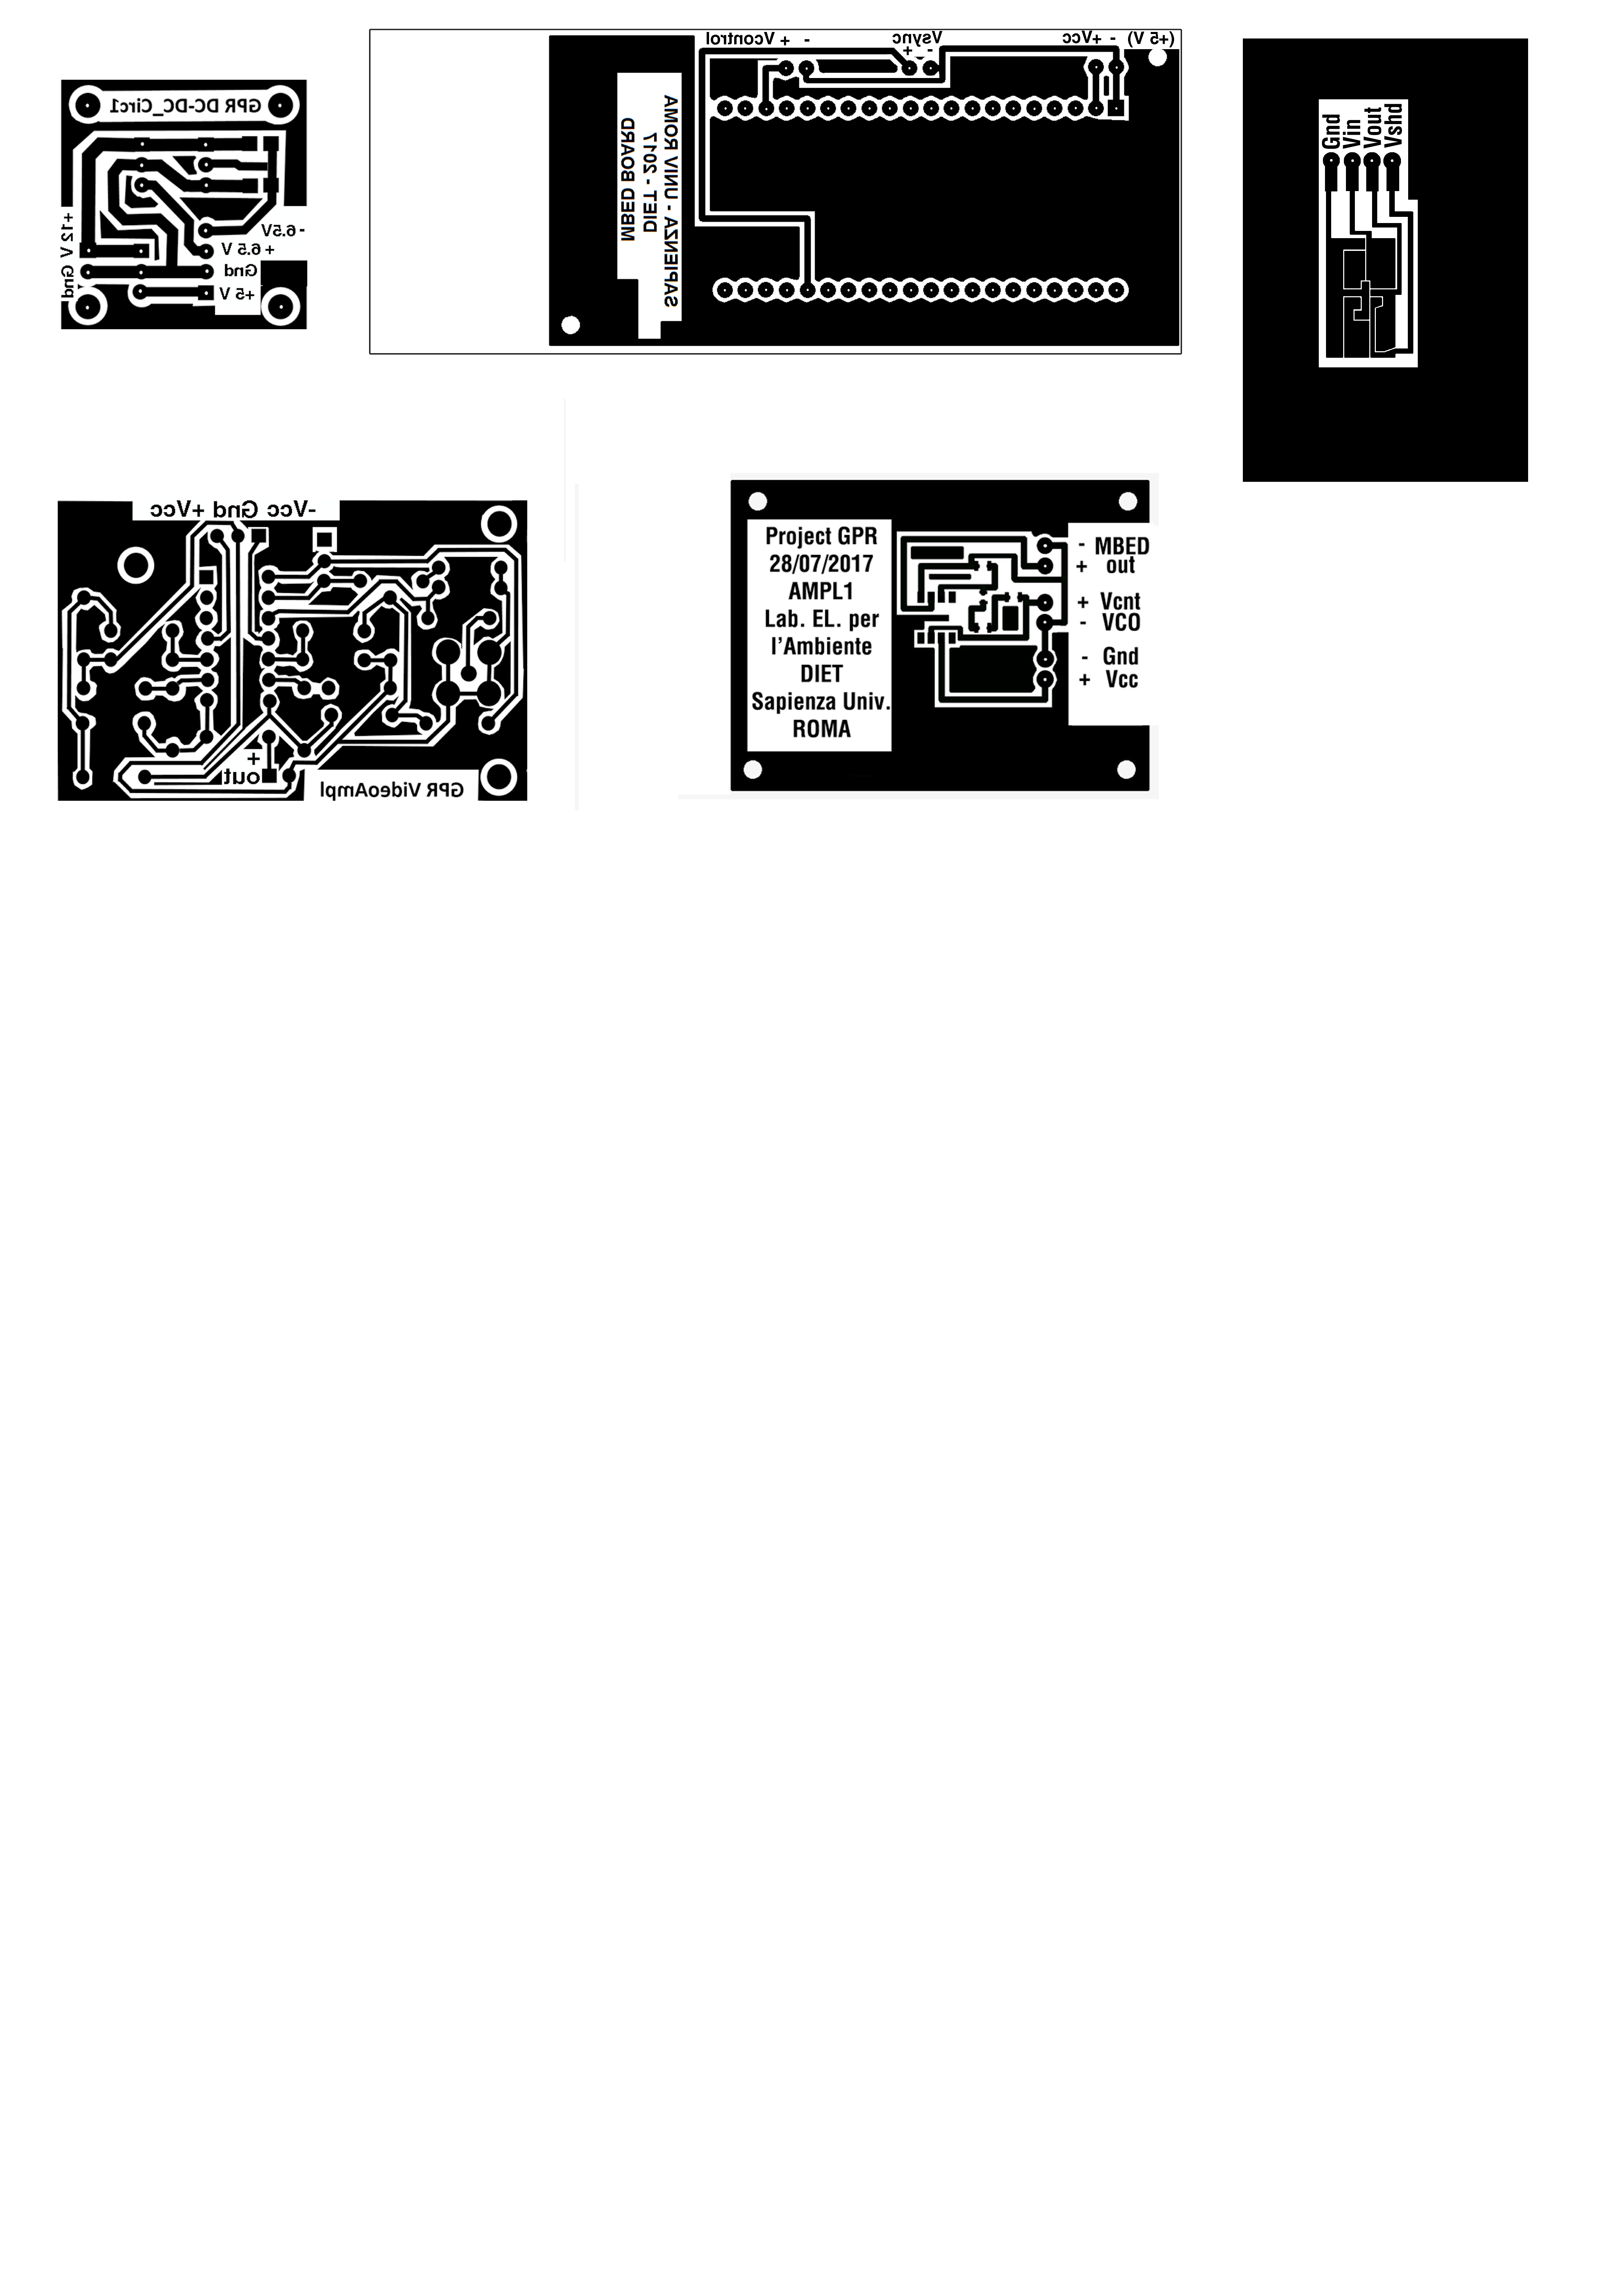 GPR DC-DC_Circ1
+12 V
Gnd
-6.5V
+ 6.5 V
Gnd
+5 V
Vcontrol + -
Vsync
+ -
+Vcc - (+5 V)
MBED BOARD
DIET - 2017
SAPIENZA - UNIV ROMA
Gnd
Vin
Vout
Vshd
-Vcc Gnd +Vcc
+
out
GPR VideoAmpl
Project GPR
28/07/2017
AMPL1
Lab. EL. per
l'Ambiente
DIET
Sapienza Univ.
ROMA
- MBED
+ out
+ Vcnt
- VCO
- Gnd
+ Vcc